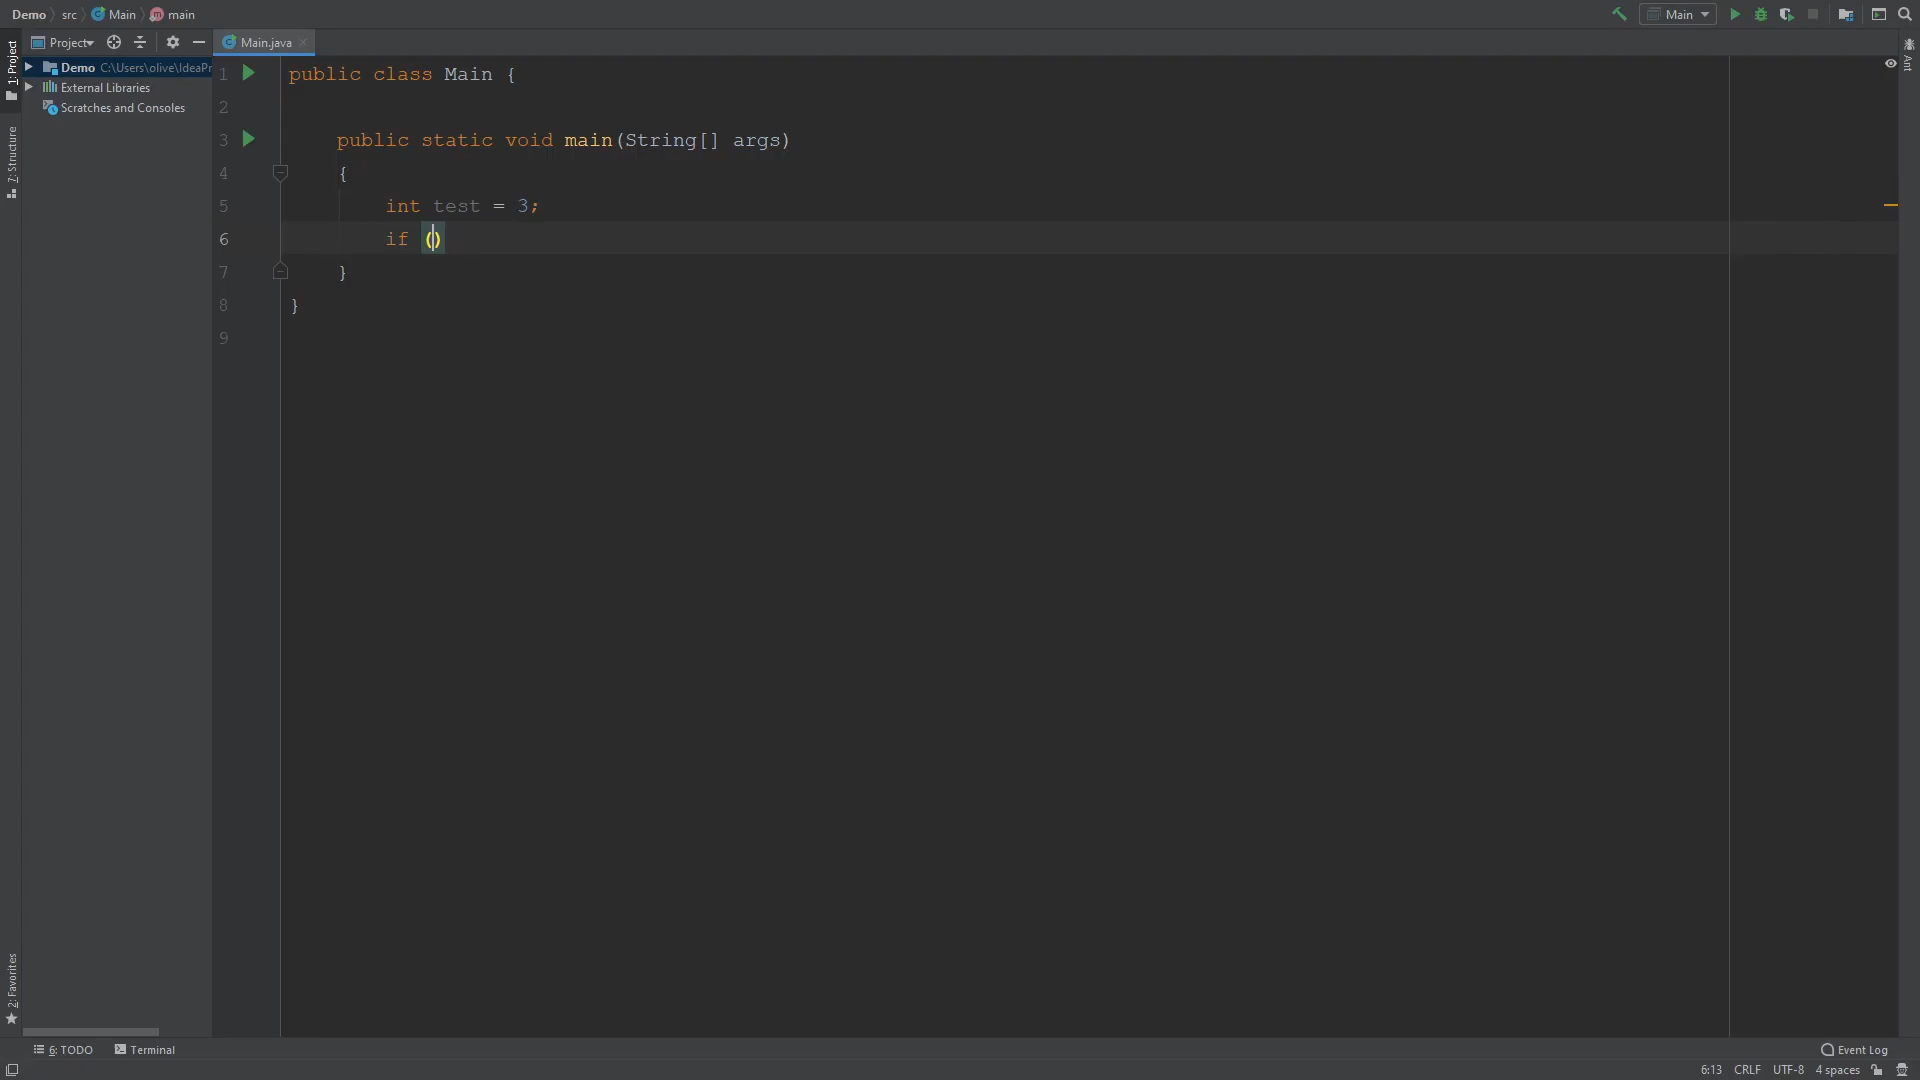 Demo src Main main
Main
Project
Main.java
1: Project
Demo C:\Users\olive\IdeaPr
External Libraries
Scratches and Consoles
7: Structure
2: Favorites
Ant
1 public class Main {
2
3 public static void main(String[] args)
4 {
5 int test = 3;
6 if ()
7 }
8 }
9
6: TODO Terminal
Event Log
6:13 CRLF UTF-8 4 spaces